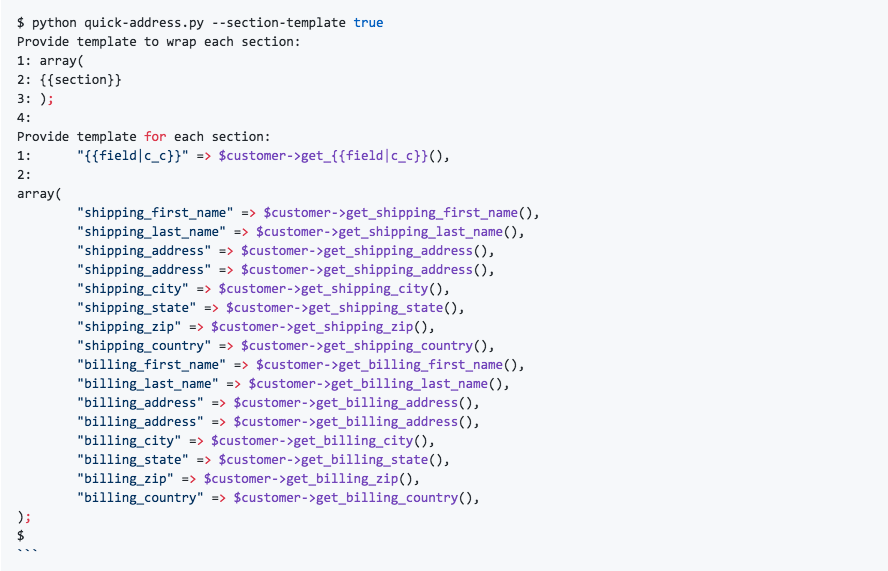 $ python quick-address.py --section-template true
Provide template to wrap each section:
1: array(
2: {{section}}
3: );
4:
Provide template for each section:
1:      "{{field|c_c}}" => $customer->get_{{field|c_c}}(),
2:
array(
        "shipping_first_name" => $customer->get_shipping_first_name(),
        "shipping_last_name" => $customer->get_shipping_last_name(),
        "shipping_address" => $customer->get_shipping_address(),
        "shipping_address" => $customer->get_shipping_address(),
        "shipping_city" => $customer->get_shipping_city(),
        "shipping_state" => $customer->get_shipping_state(),
        "shipping_zip" => $customer->get_shipping_zip(),
        "shipping_country" => $customer->get_shipping_country(),
        "billing_first_name" => $customer->get_billing_first_name(),
        "billing_last_name" => $customer->get_billing_last_name(),
        "billing_address" => $customer->get_billing_address(),
        "billing_address" => $customer->get_billing_address(),
        "billing_city" => $customer->get_billing_city(),
        "billing_state" => $customer->get_billing_state(),
        "billing_zip" => $customer->get_billing_zip(),
        "billing_country" => $customer->get_billing_country(),
);
$
```